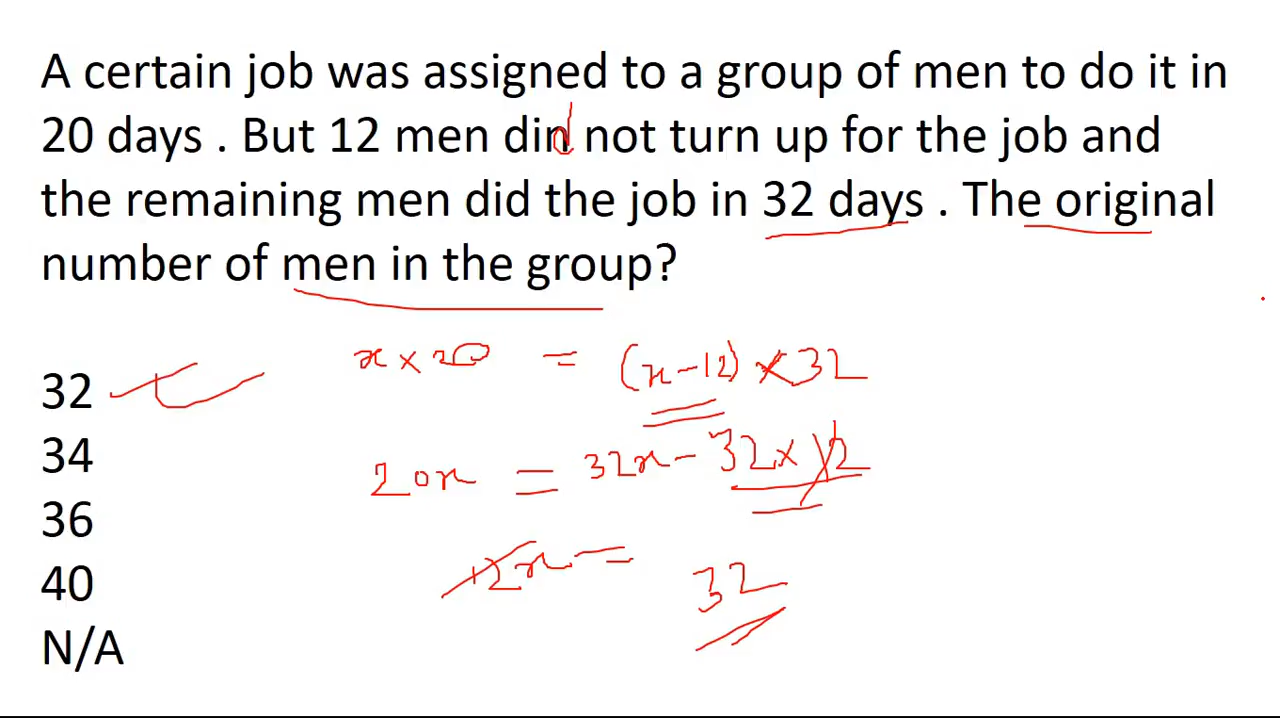 A certain job was assigned to a group of men to do it in
20 days . But 12 men did not turn up for the job and
the remaining men did the job in 32 days . The original
number of men in the group?
x × 20 = (x - 12) × 32
32
20x = 32x - 32 × 12
34
36
12x = 32
40
N/A